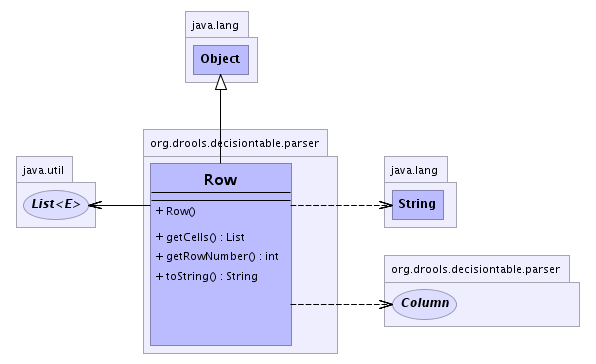 java.lang
Object
org.drools.decisiontable.parser
Row
+ Row()
+ getCells() : List
+ getRowNumber() : int
+ toString() : String
java.util
List<E>
java.lang
String
org.drools.decisiontable.parser
Column